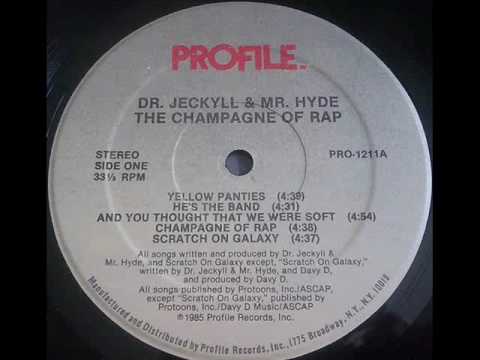 PROFILE™
DR. JECKYLL & MR. HYDE
THE CHAMPAGNE OF RAP
STEREO
SIDE ONE
33⅓ RPM
PRO-1211A
YELLOW PANTIES (4:39)
HE'S THE BAND (4:31)
AND YOU THOUGHT THAT WE WERE SOFT (4:54)
CHAMPAGNE OF RAP (4:38)
SCRATCH ON GALAXY (4:37)
All songs written and produced by Dr. Jeckyll &
Mr. Hyde, and Scratch On Galaxy except, "Scratch On Galaxy,"
written by Dr. Jeckyll & Mr. Hyde, and Davy D,
and produced by Davy D.
All songs published by Protoons, Inc./ASCAP,
except "Scratch On Galaxy," published by
Protoons, Inc./Davy D Music/ASCAP
℗1985 Profile Records, Inc.
Manufactured and Distributed by Profile Records, Inc., 1775 Broadway, N.Y., N.Y. 10019